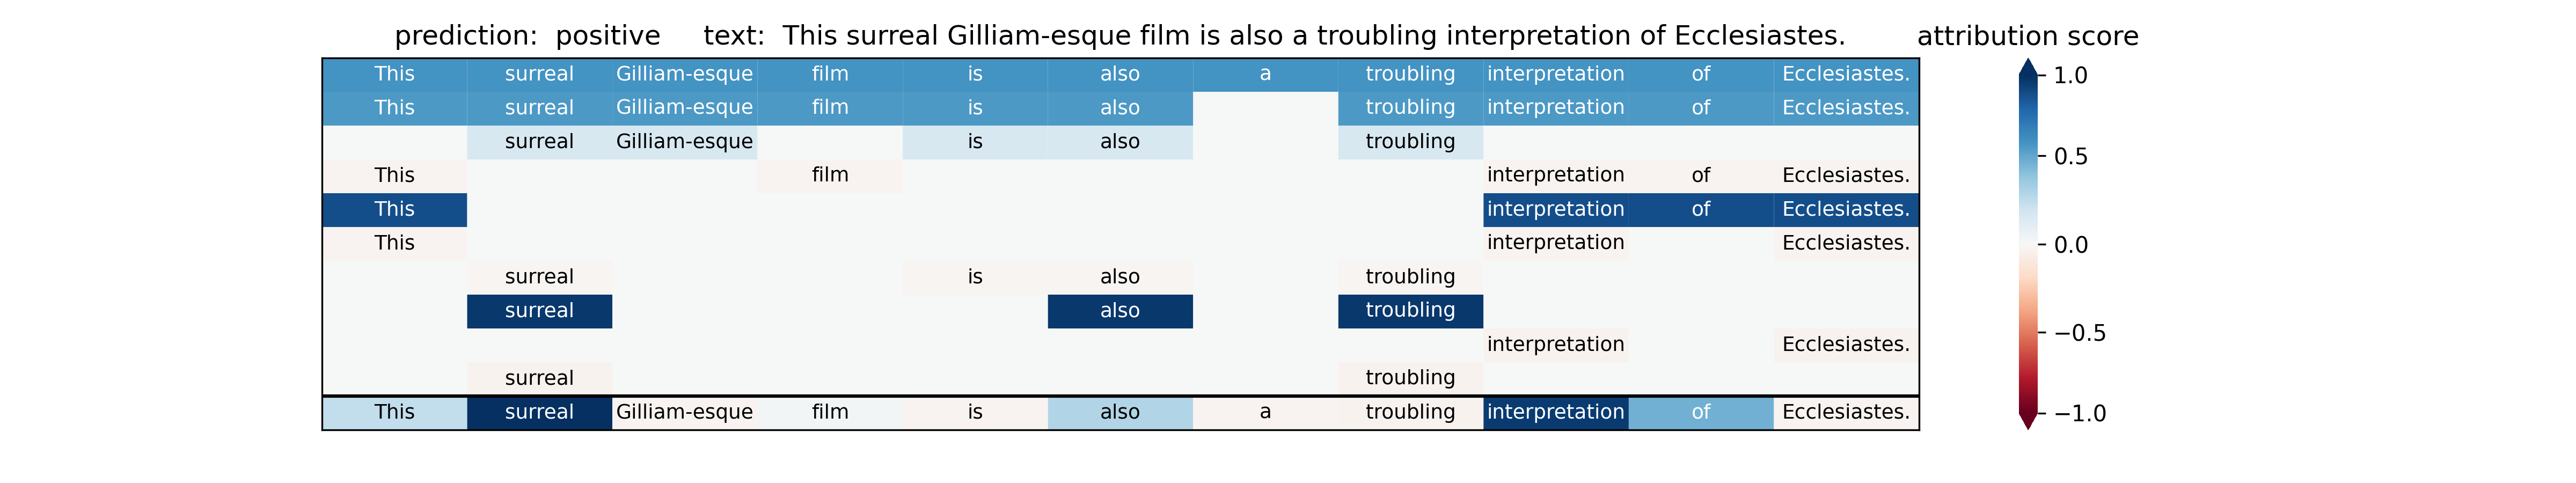 prediction: positive text: This surreal Gilliam-esque film is also a troubling interpretation of Ecclesiastes. attribution score
This surreal Gilliam-esque film is also a troubling interpretation of Ecclesiastes.
This surreal Gilliam-esque film is also troubling interpretation of Ecclesiastes.
surreal Gilliam-esque is also troubling
This film interpretation of Ecclesiastes.
This interpretation of Ecclesiastes.
This interpretation Ecclesiastes.
surreal is also troubling
surreal also troubling
interpretation Ecclesiastes.
surreal troubling
This surreal Gilliam-esque film is also a troubling interpretation of Ecclesiastes.
1.0
0.5
0.0
−0.5
−1.0